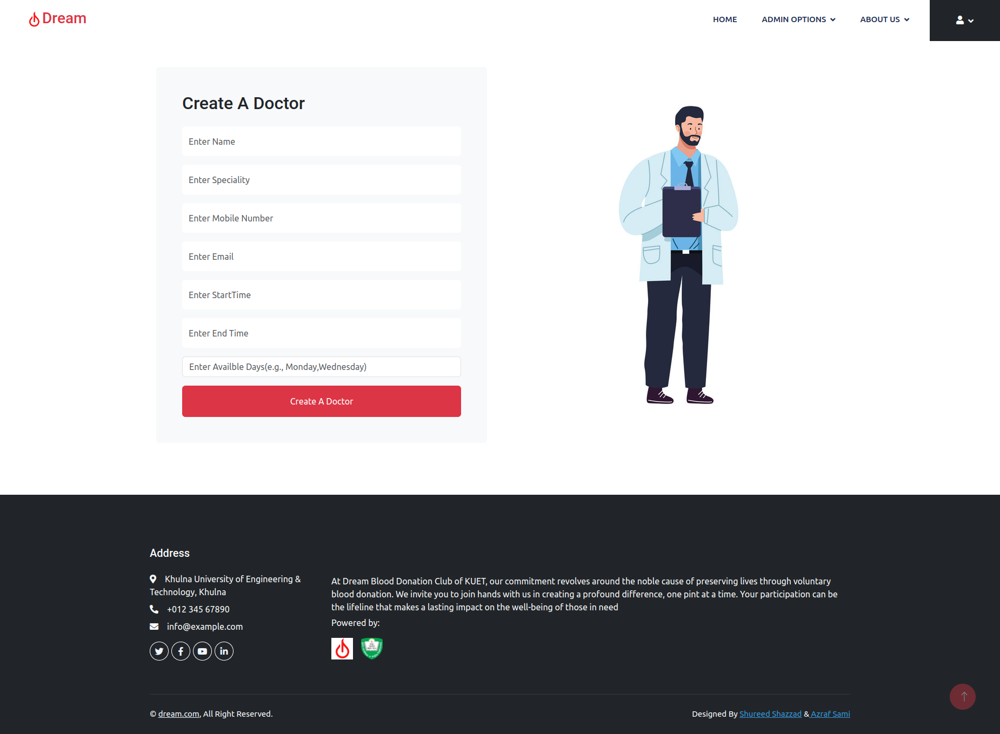 Dream
HOME
ADMIN OPTIONS
ABOUT US
Create A Doctor
Enter Name
Enter Speciality
Enter Mobile Number
Enter Email
Enter StartTime
Enter End Time
Enter Availble Days(e.g., Monday,Wednesday)
Create A Doctor
Address
Khulna University of Engineering &
Technology, Khulna
+012 345 67890
info@example.com
At Dream Blood Donation Club of KUET, our commitment revolves around the noble cause of preserving lives through voluntary
blood donation. We invite you to join hands with us in creating a profound difference, one pint at a time. Your participation can be
the lifeline that makes a lasting impact on the well-being of those in need
Powered by:
© dream.com, All Right Reserved.
Designed By Shureed Shazzad & Azraf Sami